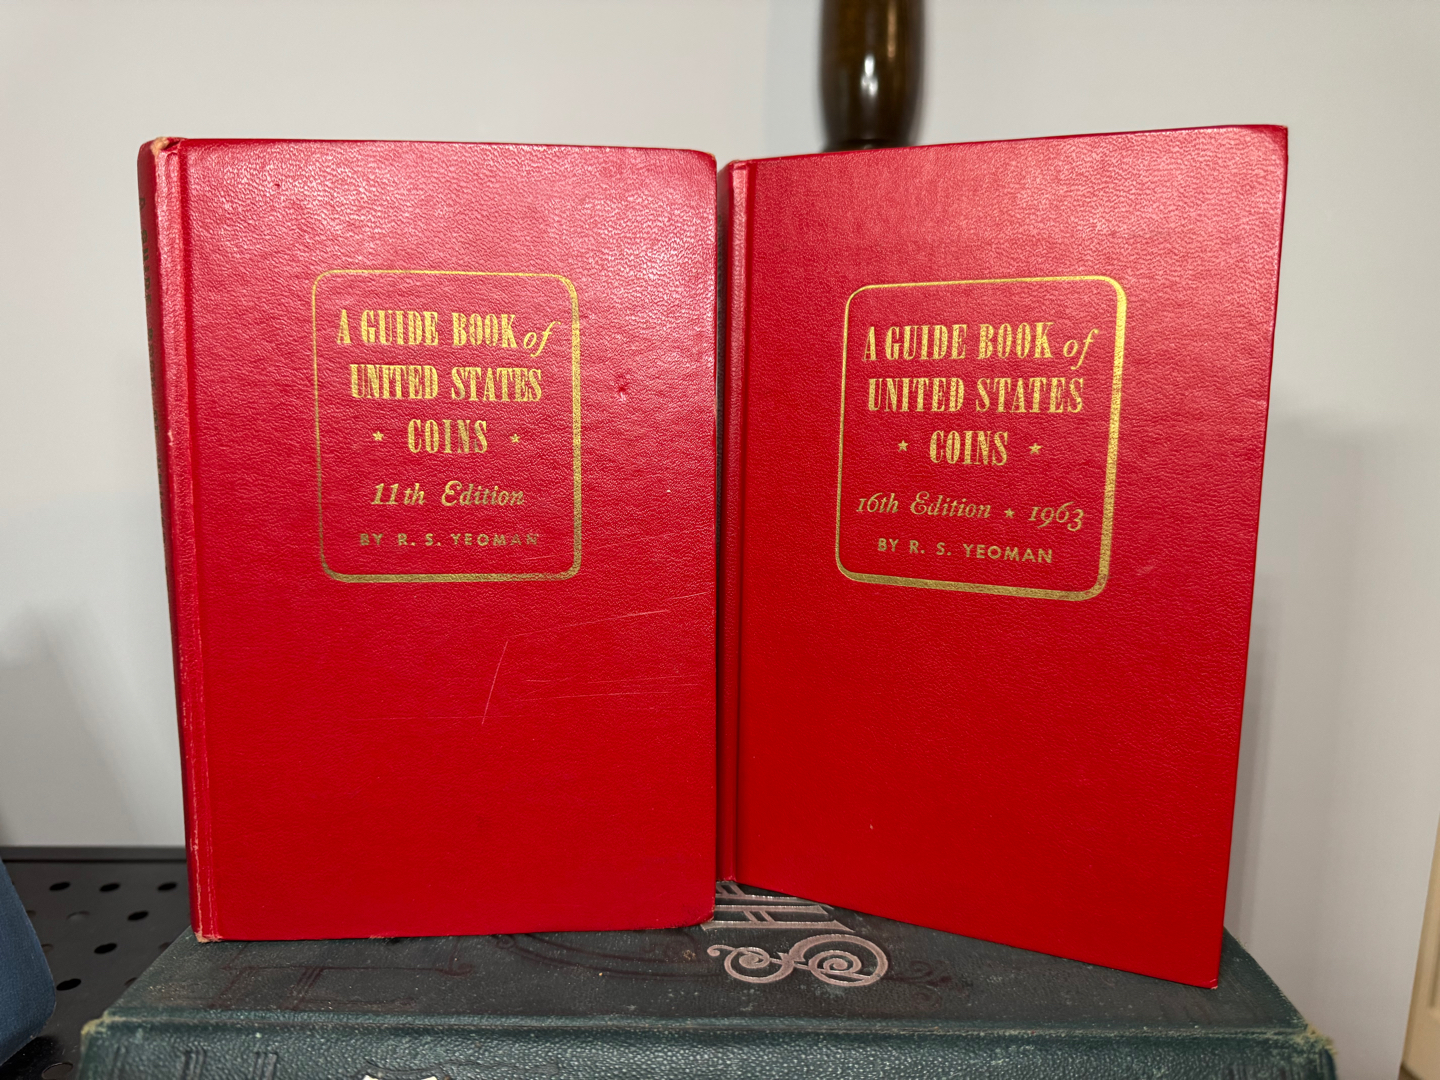 A GUIDE BOOK of
UNITED STATES
★ COINS ★
11th Edition
BY R. S. YEOMAN
A GUIDE BOOK of
UNITED STATES
★ COINS ★
16th Edition ★ 1963
BY R. S. YEOMAN